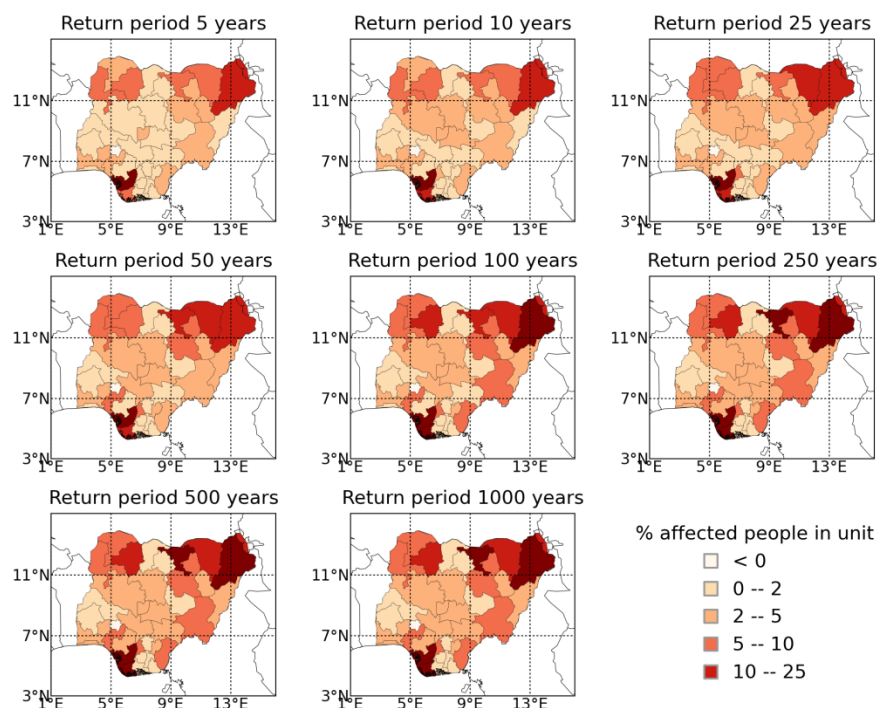 Return period 5 years
Return period 10 years
Return period 25 years
11°N
11°N
11°N
7°N
7°N
7°N
3°N
3°N
3°N
1°E 5°E 9°E 13°E
1°E 5°E 9°E 13°E
1°E 5°E 9°E 13°E
Return period 50 years
Return period 100 years
Return period 250 years
11°N
11°N
11°N
7°N
7°N
7°N
3°N
3°N
3°N
1°E 5°E 9°E 13°E
1°E 5°E 9°E 13°E
1°E 5°E 9°E 13°E
Return period 500 years
Return period 1000 years
11°N
11°N
7°N
7°N
3°N
3°N
1°E 5°E 9°E 13°E
1°E 5°E 9°E 13°E
% affected people in unit
< 0
0 -- 2
2 -- 5
5 -- 10
10 -- 25